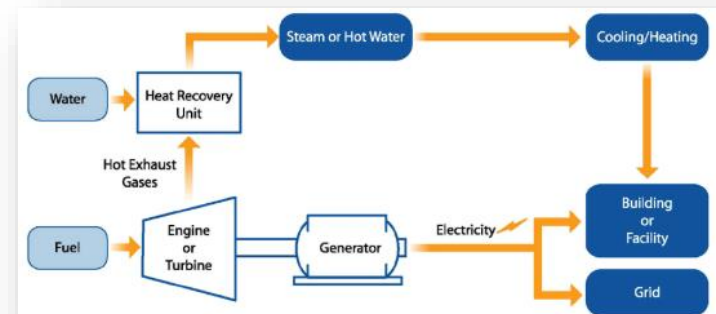 Steam or Hot Water
Cooling/Heating
Water
Heat Recovery
Unit
Hot Exhaust
Gases
Fuel
Engine
or
Turbine
Generator
Electricity
Building
or
Facility
Grid